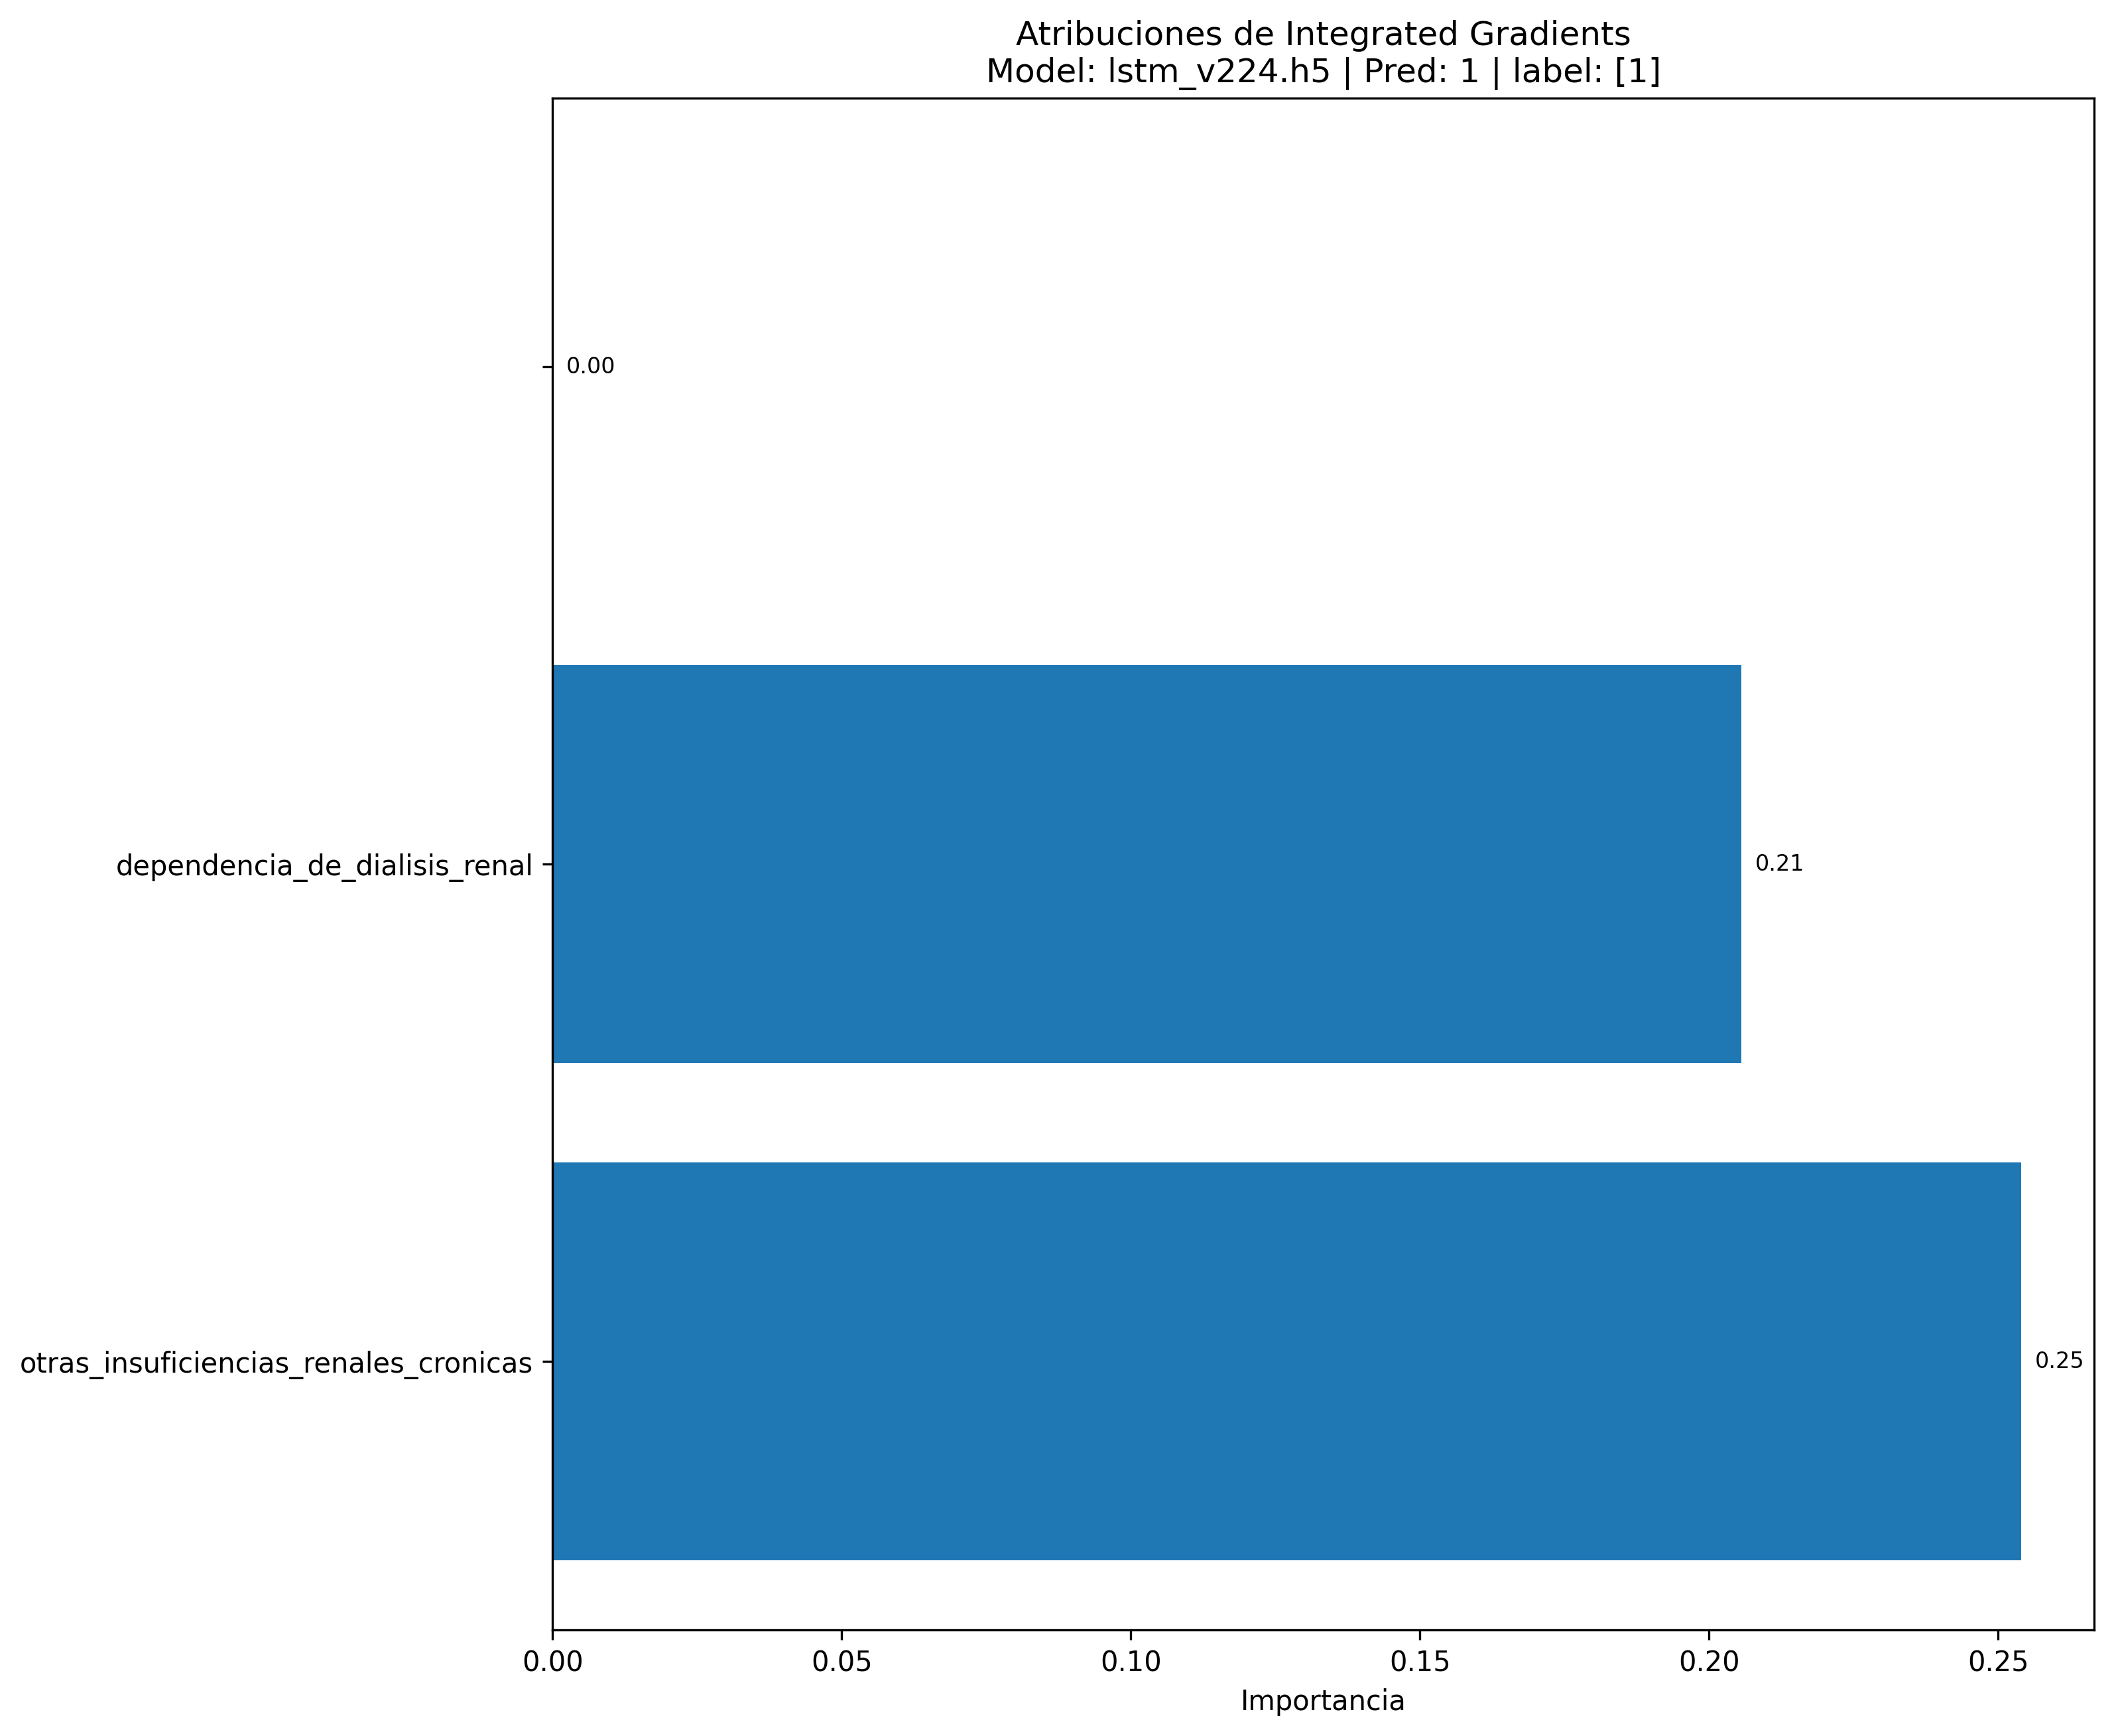 Atribuciones de Integrated Gradients
Model: lstm_v224.h5 | Pred: 1 | label: [1]
0.00
dependencia_de_dialisis_renal
0.21
otras_insuficiencias_renales_cronicas
0.25
0.00 0.05 0.10 0.15 0.20 0.25
Importancia